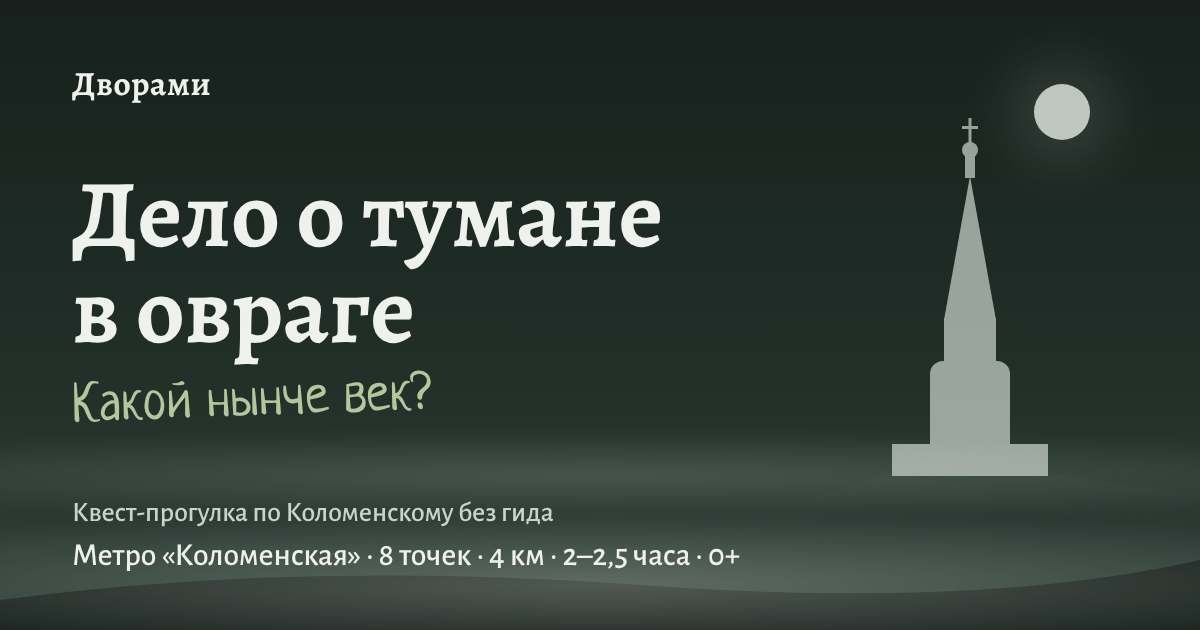 Дворами
Дело о тумане
в овраге
Какой нынче век?
Квест-прогулка по Коломенскому без гида
Метро «Коломенская» · 8 точек · 4 км · 2–2,5 часа · 0+